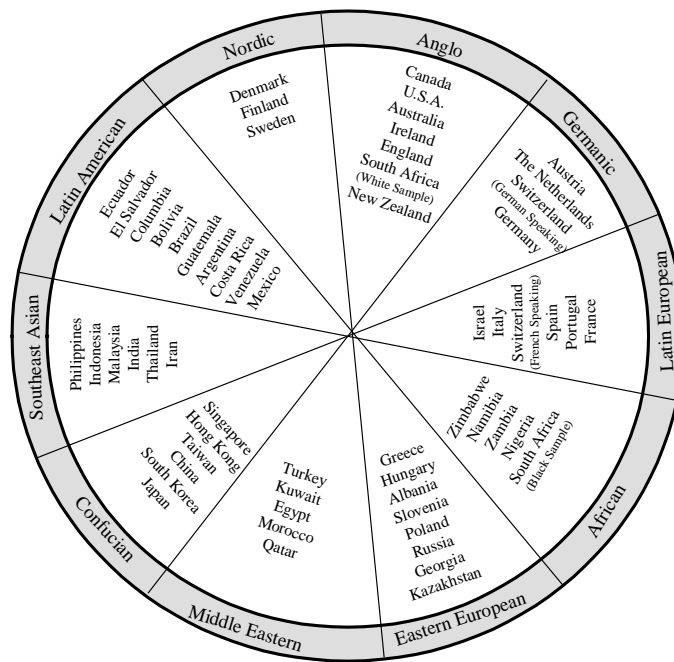 Nordic
Denmark
Finland
Sweden
Anglo
Canada
U.S.A.
Australia
Ireland
England
South Africa
(White Sample)
New Zealand
Germanic
Austria
The Netherlands
Switzerland
(German Speaking)
Germany
Latin European
Israel
Italy
Switzerland
(French Speaking)
Spain
Portugal
France
African
Zimbabwe
Namibia
Zambia
Nigeria
South Africa
(Black Sample)
Eastern European
Greece
Hungary
Albania
Slovenia
Poland
Russia
Georgia
Kazakhstan
Middle Eastern
Turkey
Kuwait
Egypt
Morocco
Qatar
Confucian
Singapore
Hong Kong
Taiwan
China
South Korea
Japan
Southeast Asian
Philippines
Indonesia
Malaysia
India
Thailand
Iran
Latin American
Ecuador
El Salvador
Columbia
Bolivia
Brazil
Guatemala
Argentina
Costa Rica
Venezuela
Mexico